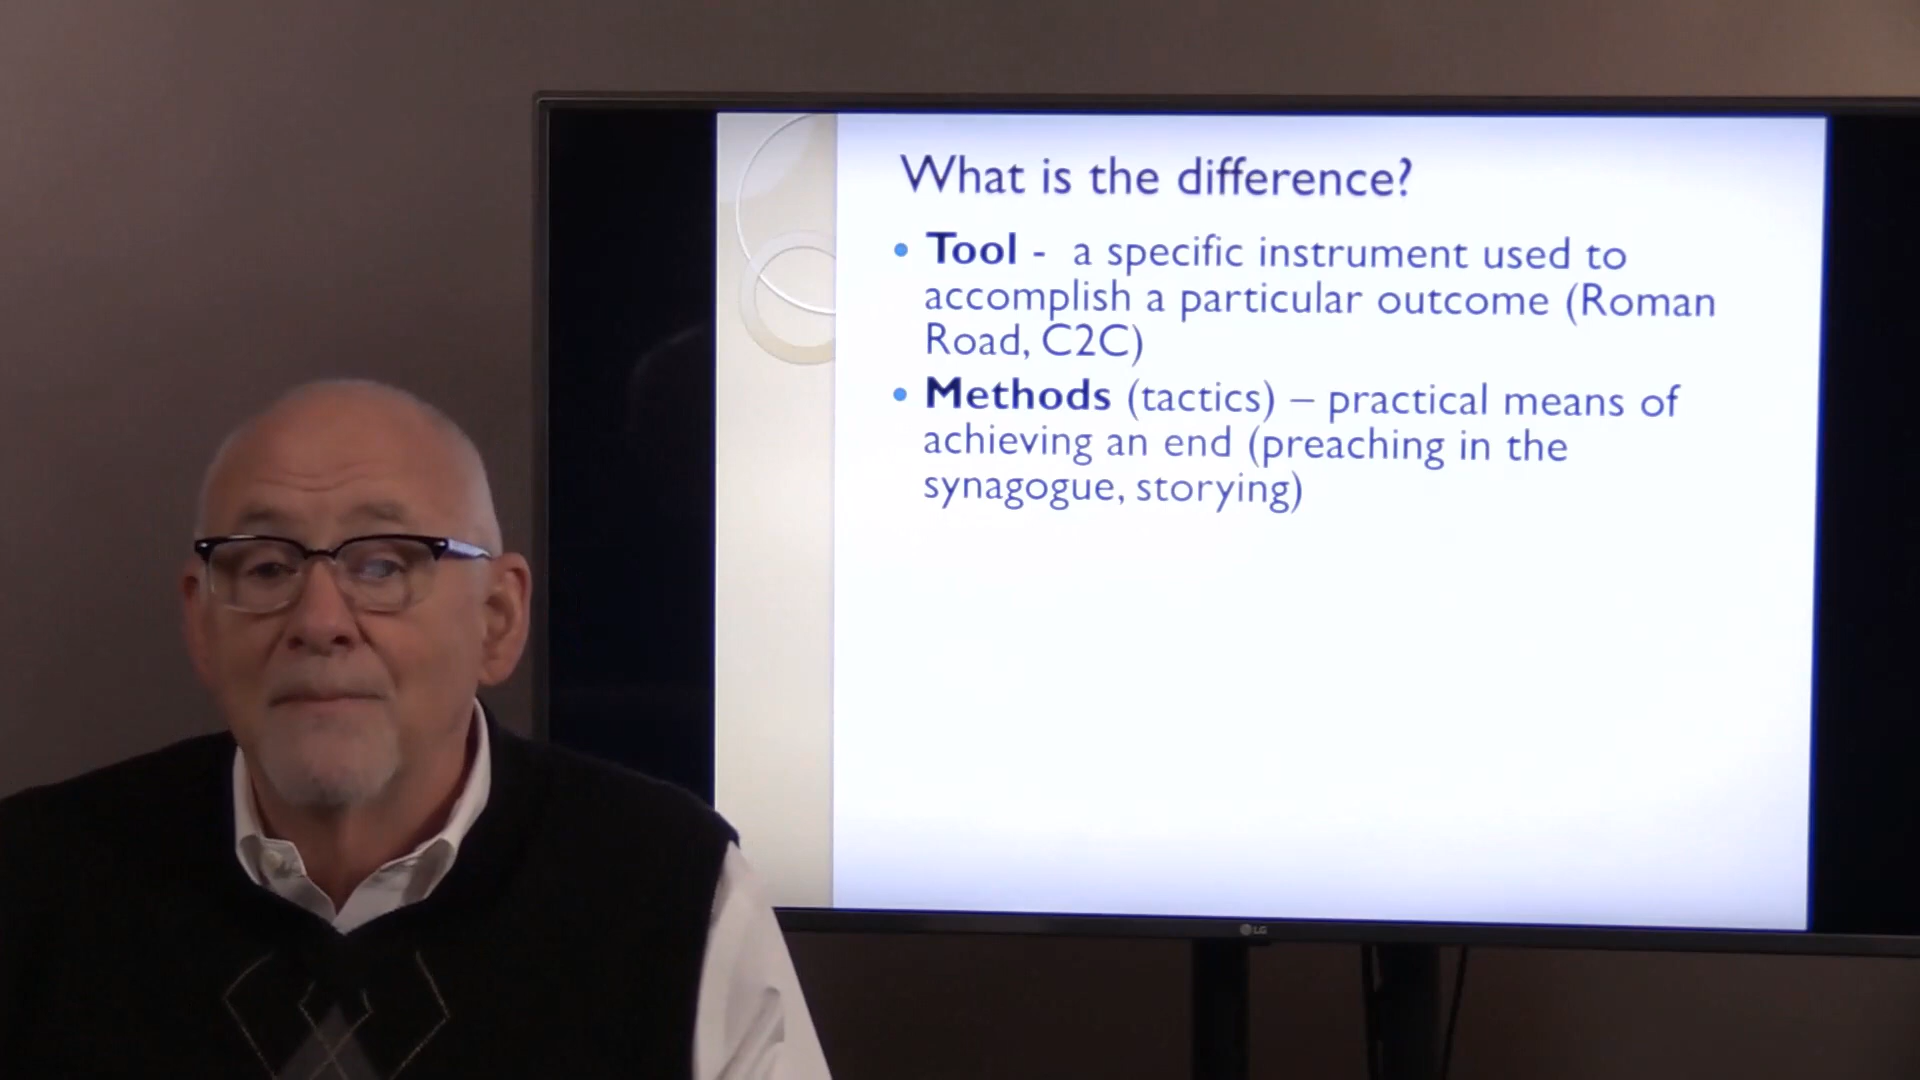 What is the difference?
• Tool - a specific instrument used to
accomplish a particular outcome (Roman
Road, C2C)
• Methods (tactics) – practical means of
achieving an end (preaching in the
synagogue, storying)
LG